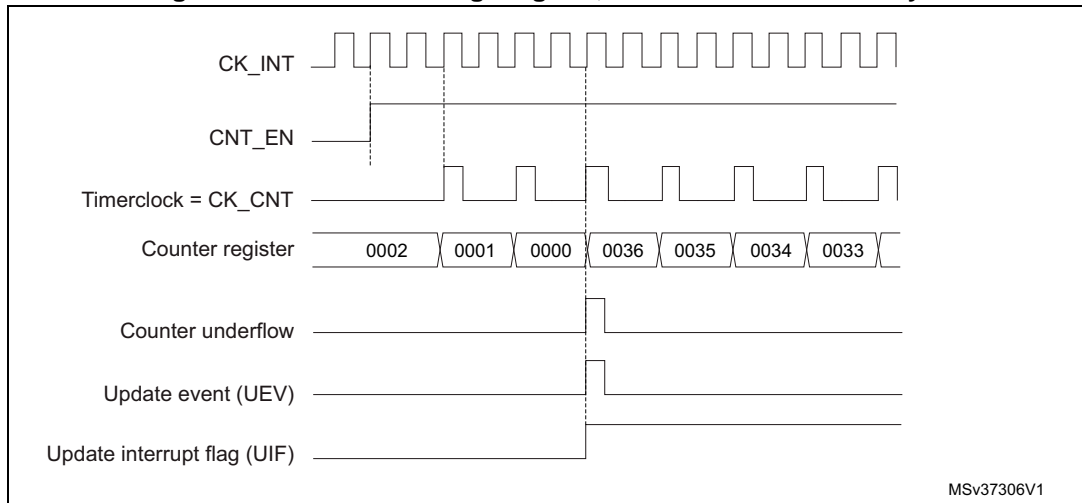 CK_INT
CNT_EN
Timerclock = CK_CNT
Counter register 0002 0001 0000 0036 0035 0034 0033
Counter underflow
Update event (UEV)
Update interrupt flag (UIF)
MSv37306V1